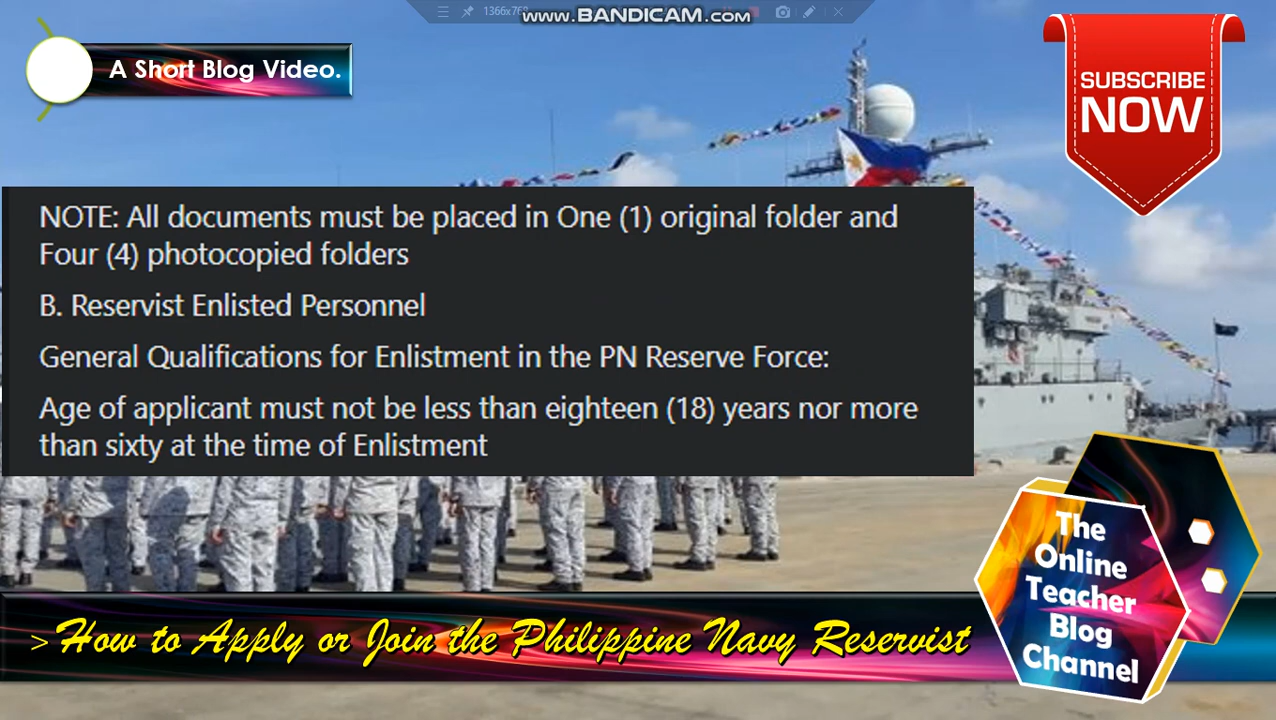 1366x768
www.BANDICAM.com
A Short Blog Video.
SUBSCRIBE
NOW
NOTE: All documents must be placed in One (1) original folder and
Four (4) photocopied folders
B. Reservist Enlisted Personnel
General Qualifications for Enlistment in the PN Reserve Force:
Age of applicant must not be less than eighteen (18) years nor more
than sixty at the time of Enlistment
> How to Apply or Join the Philippine Navy Reservist
The
Online
Teacher
Blog
Channel